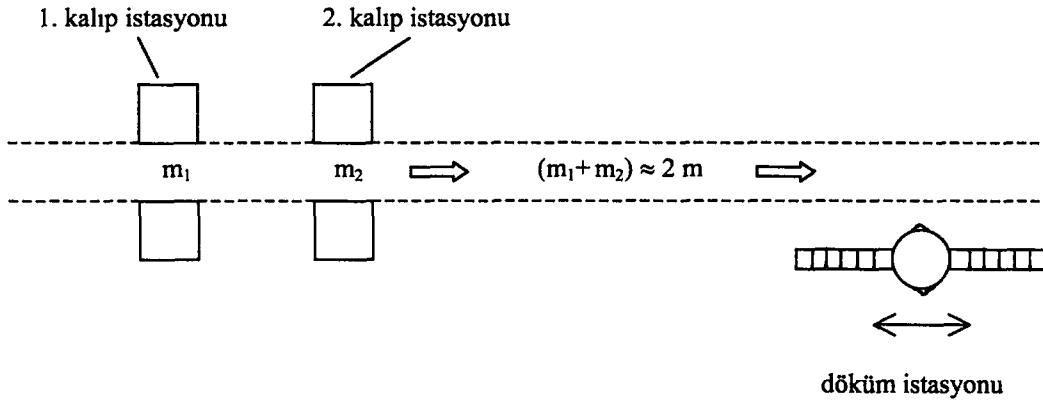 1. kalıp istasyonu
2. kalıp istasyonu
m₁
m₂
(m₁+ m₂) ≈ 2 m
döküm istasyonu